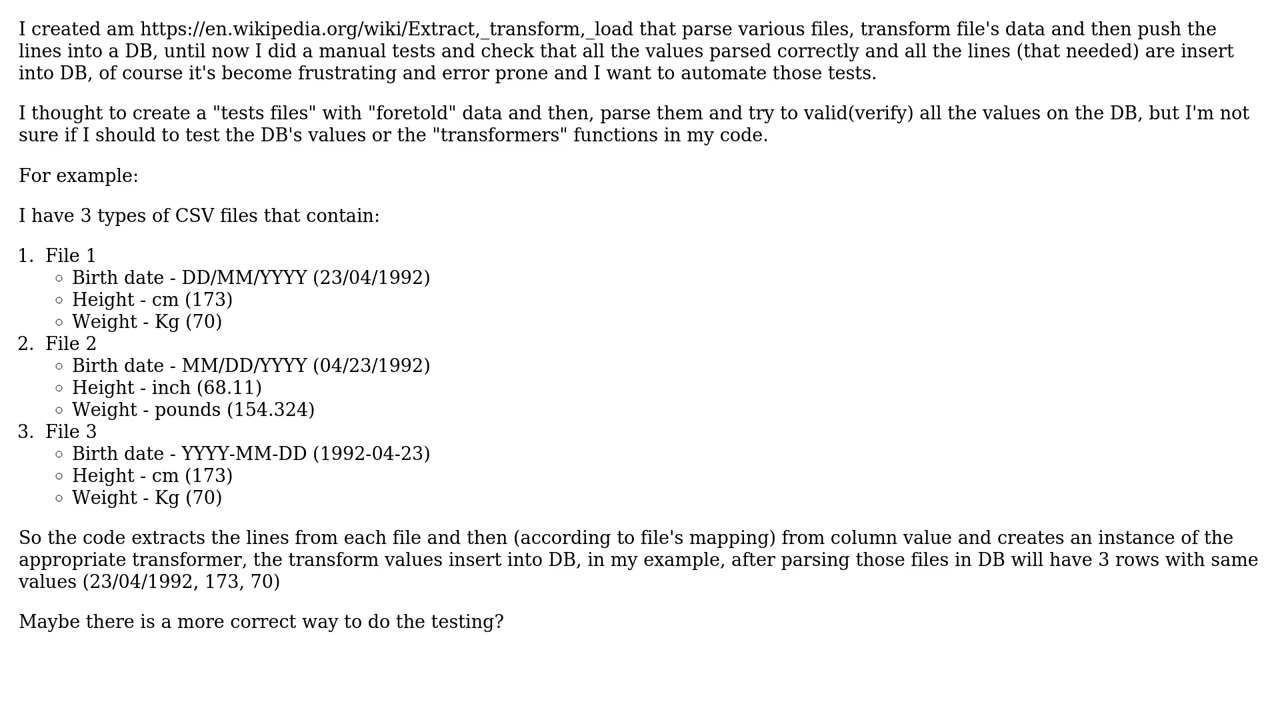 I created am https://en.wikipedia.org/wiki/Extract,_transform,_load that parse various files, transform file's data and then push the
lines into a DB, until now I did a manual tests and check that all the values parsed correctly and all the lines (that needed) are insert
into DB, of course it's become frustrating and error prone and I want to automate those tests.
I thought to create a "tests files" with "foretold" data and then, parse them and try to valid(verify) all the values on the DB, but I'm not
sure if I should to test the DB's values or the "transformers" functions in my code.
For example:
I have 3 types of CSV files that contain:
1. File 1
◦ Birth date - DD/MM/YYYY (23/04/1992)
◦ Height - cm (173)
◦ Weight - Kg (70)
2. File 2
◦ Birth date - MM/DD/YYYY (04/23/1992)
◦ Height - inch (68.11)
◦ Weight - pounds (154.324)
3. File 3
◦ Birth date - YYYY-MM-DD (1992-04-23)
◦ Height - cm (173)
◦ Weight - Kg (70)
So the code extracts the lines from each file and then (according to file's mapping) from column value and creates an instance of the
appropriate transformer, the transform values insert into DB, in my example, after parsing those files in DB will have 3 rows with same
values (23/04/1992, 173, 70)
Maybe there is a more correct way to do the testing?